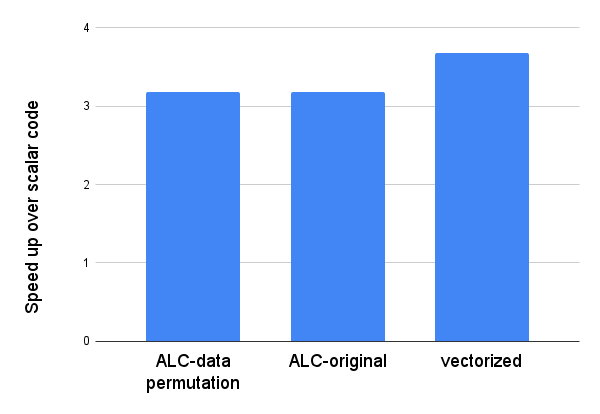 Speed up over scalar code
4
3
2
1
0
ALC-data
permutation
ALC-original
vectorized